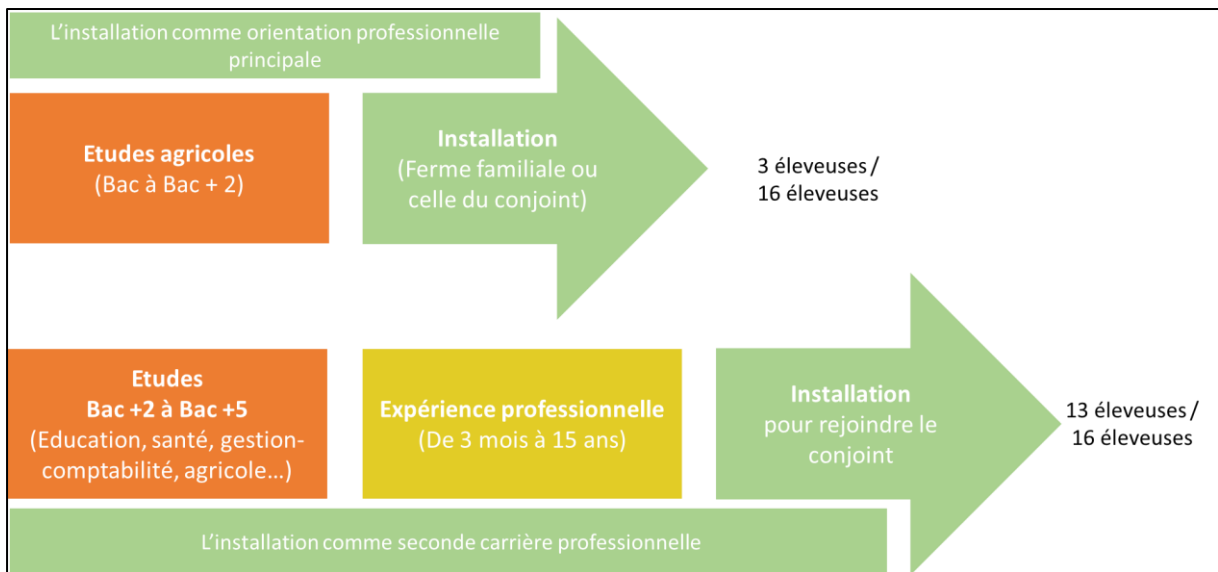 L’installation comme orientation professionnelle
principale
Etudes agricoles
(Bac à Bac + 2)
Installation
(Ferme familiale ou
celle du conjoint)
3 éleveuses /
16 éleveuses
Etudes
Bac +2 à Bac +5
(Education, santé, gestion-
comptabilité, agricole...)
Expérience professionnelle
(De 3 mois à 15 ans)
Installation
pour rejoindre le
conjoint
13 éleveuses /
16 éleveuses
L’installation comme seconde carrière professionnelle